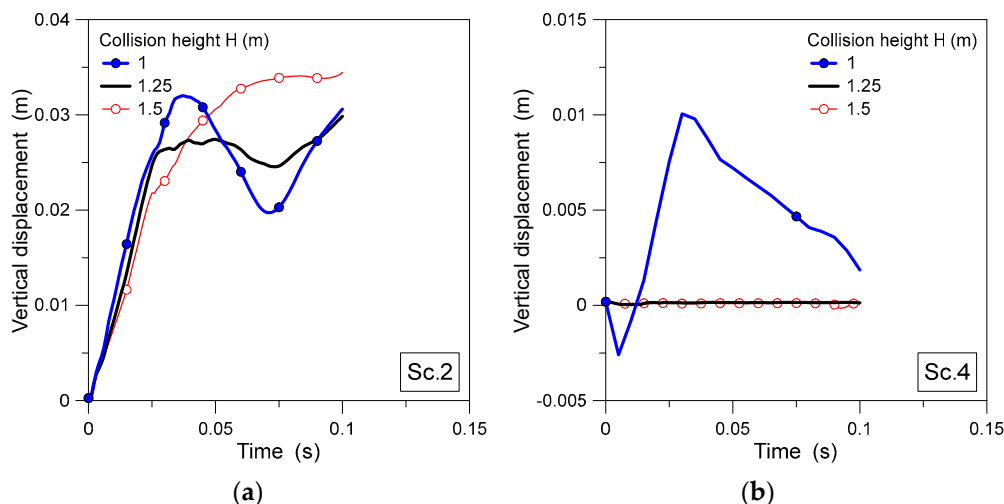 0.04
0.03
0.02
0.01
0
Vertical displacement (m)
Collision height H (m)
1
1.25
1.5
Sc.2
0
0.05
0.1
0.15
Time (s)
(a)
0.015
0.01
0.005
0
-0.005
Vertical displacement (m)
Collision height H (m)
1
1.25
1.5
Sc.4
0
0.05
0.1
0.15
Time (s)
(b)